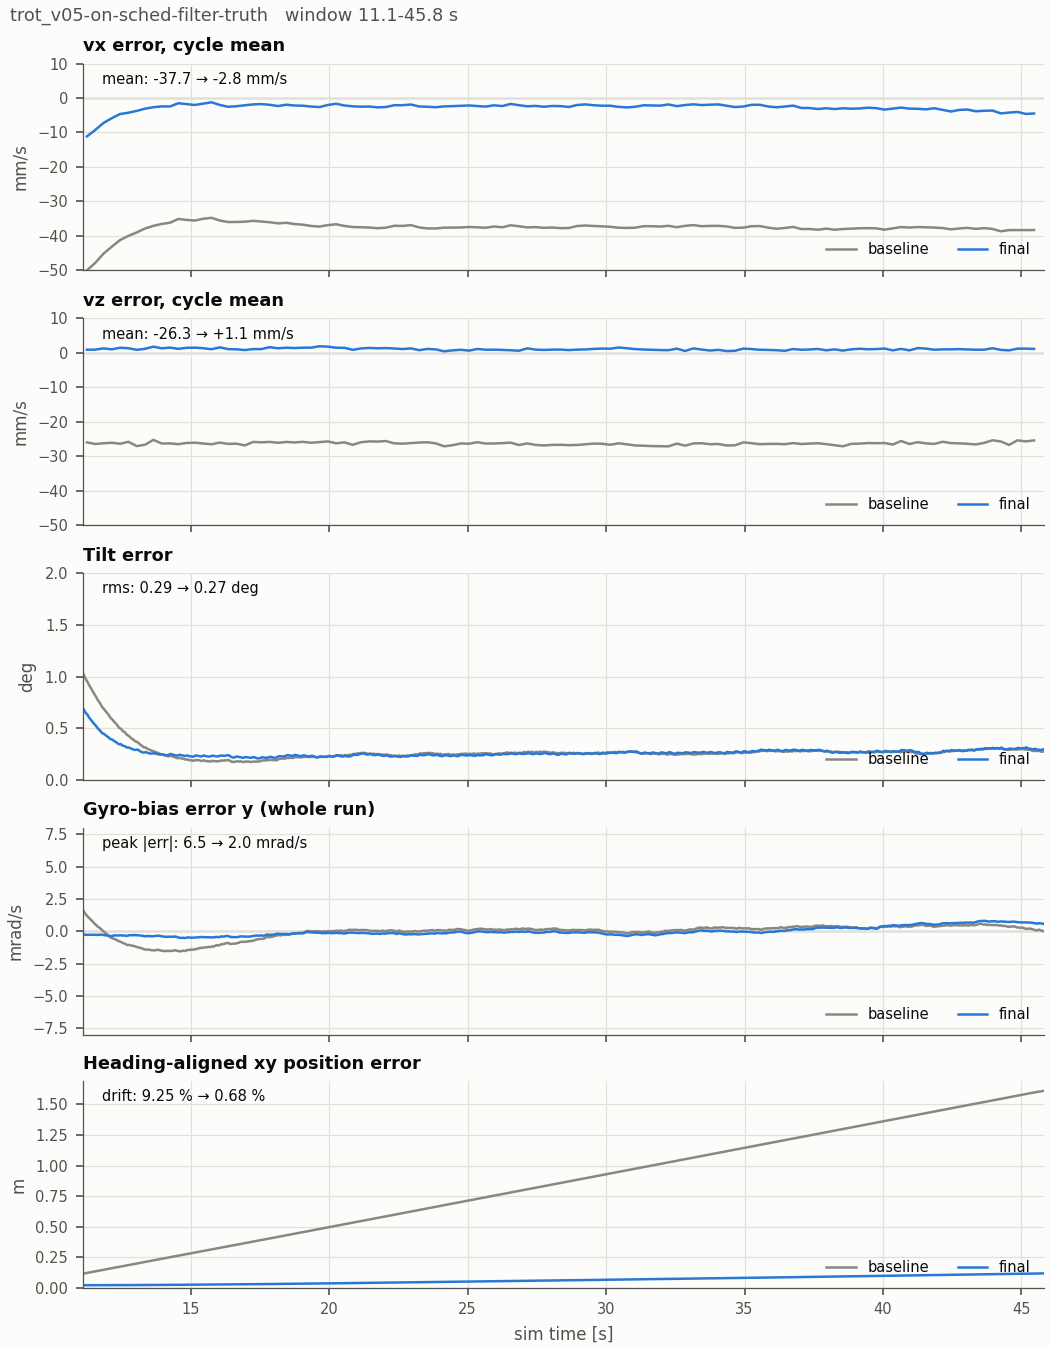 trot_v05-on-sched-filter-truth   window 11.1-45.8 s
vx error, cycle mean
mean: -37.7 → -2.8 mm/s
10
0
−10
−20
−30
−40
−50
mm/s
baseline
final
vz error, cycle mean
mean: -26.3 → +1.1 mm/s
10
0
−10
−20
−30
−40
−50
mm/s
baseline
final
Tilt error
rms: 0.29 → 0.27 deg
2.0
1.5
1.0
0.5
0.0
deg
baseline
final
Gyro-bias error y (whole run)
peak |err|: 6.5 → 2.0 mrad/s
7.5
5.0
2.5
0.0
−2.5
−5.0
−7.5
mrad/s
baseline
final
Heading-aligned xy position error
drift: 9.25 % → 0.68 %
1.50
1.25
1.00
0.75
0.50
0.25
0.00
m
baseline
final
15
20
25
30
35
40
45
sim time [s]